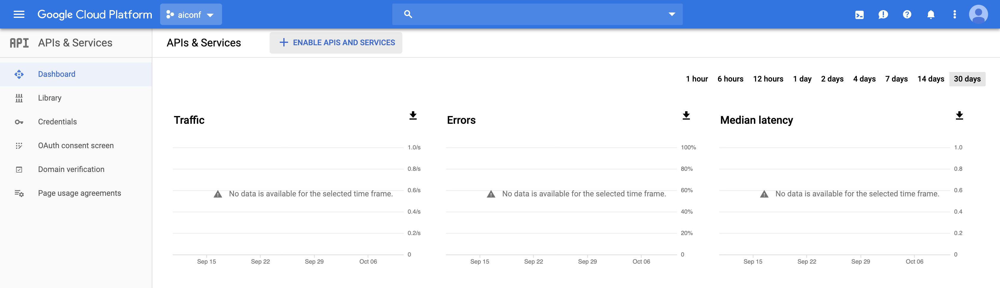 Google Cloud Platform
aiconf
API
APIs & Services
Dashboard
Library
Credentials
OAuth consent screen
Domain verification
Page usage agreements
APIs & Services
ENABLE APIS AND SERVICES
1 hour 6 hours 12 hours 1 day 2 days 4 days 7 days 14 days 30 days
Traffic
1.0/s
0.8/s
0.6/s
0.4/s
0.2/s
0
No data is available for the selected time frame.
Sep 15 Sep 22 Sep 29 Oct 06
Errors
100%
80%
60%
40%
20%
0
No data is available for the selected time frame.
Sep 15 Sep 22 Sep 29 Oct 06
Median latency
1.0
0.8
0.6
0.4
0.2
0
No data is available for the selected time frame.
Sep 15 Sep 22 Sep 29 Oct 06